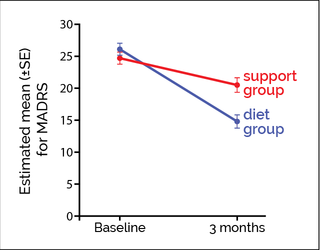 Estimated mean (±SE)
for MADRS
30
25
20
15
10
5
0
support
group
diet
group
Baseline
3 months